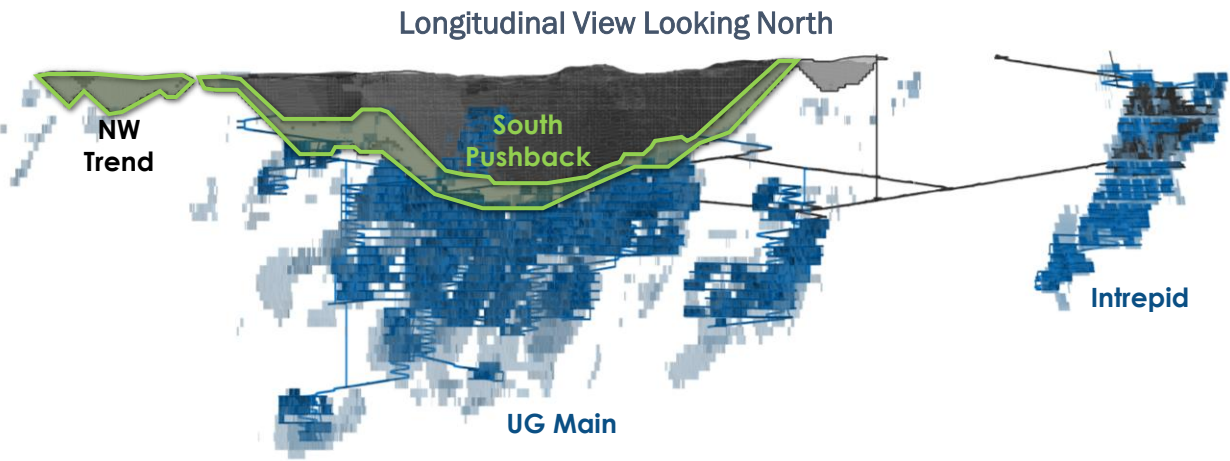 Longitudinal View Looking North
NW
Trend
South
Pushback
Intrepid
UG Main